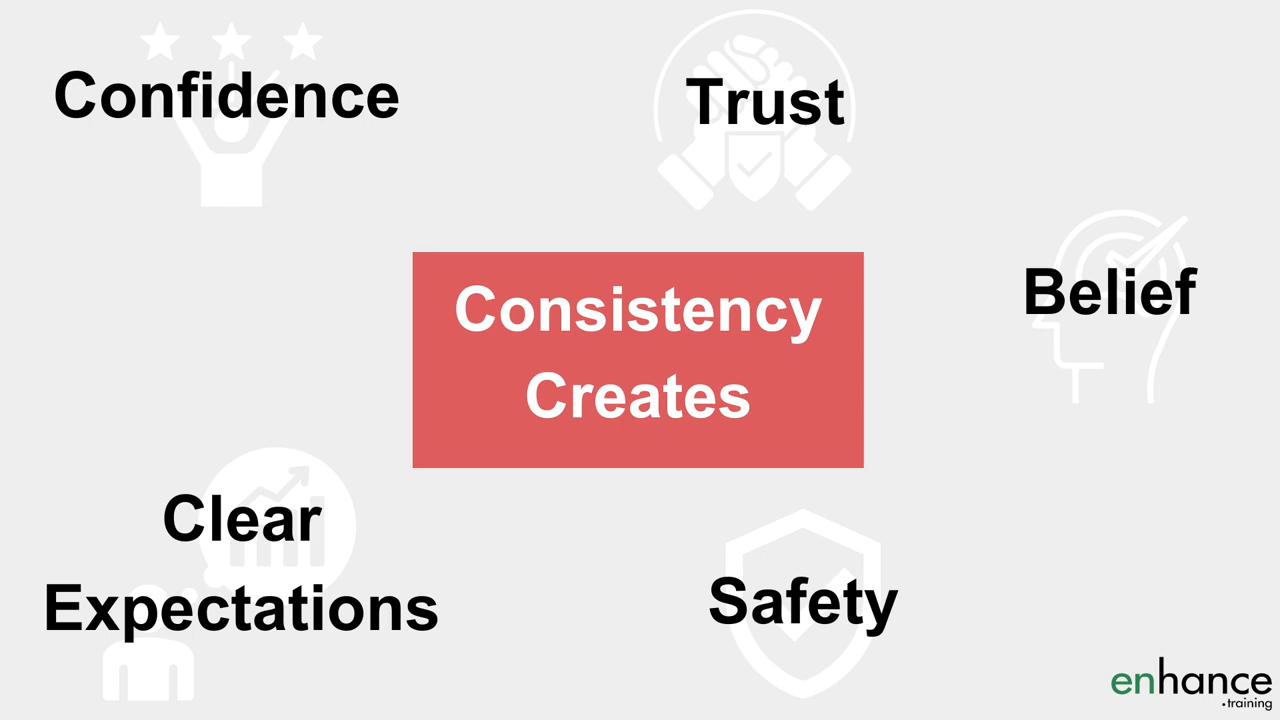 Confidence
Trust
Belief
Consistency
Creates
Clear
Expectations
Safety
enhance
.training